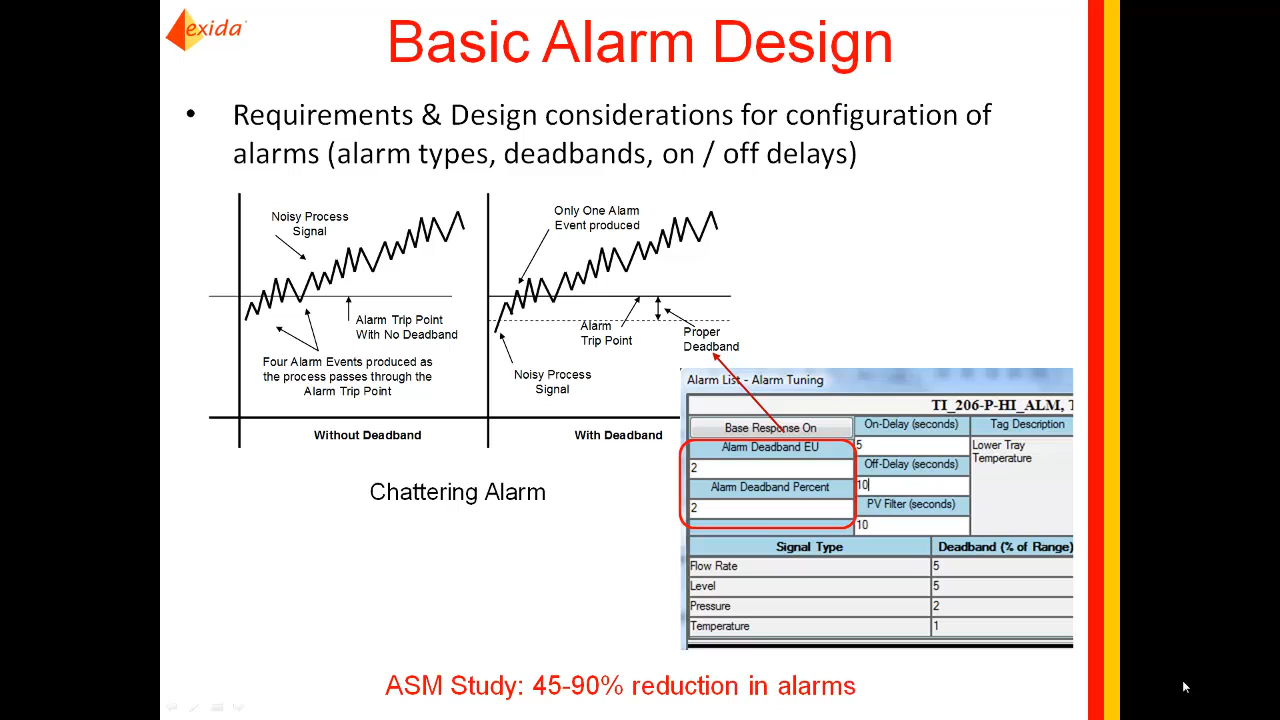 exida
Basic Alarm Design
• Requirements & Design considerations for configuration of
alarms (alarm types, deadbands, on / off delays)
Noisy Process
Signal
Alarm Trip Point
With No Deadband
Four Alarm Events produced as
the process passes through the
Alarm Trip Point
Without Deadband
Only One Alarm
Event produced
Alarm
Trip Point
Proper
Deadband
Noisy Process
Signal
With Deadband
Chattering Alarm
Alarm List - Alarm Tuning
TI_206-P-HI_ALM, T
Base Response On
On-Delay (seconds)
Tag Description
Alarm Deadband EU
5
Lower Tray
Temperature
2
Off-Delay (seconds)
Alarm Deadband Percent
10
2
PV Filter (seconds)
10
Signal Type
Deadband (% of Range)
Flow Rate
5
Level
5
Pressure
2
Temperature
1
ASM Study: 45-90% reduction in alarms